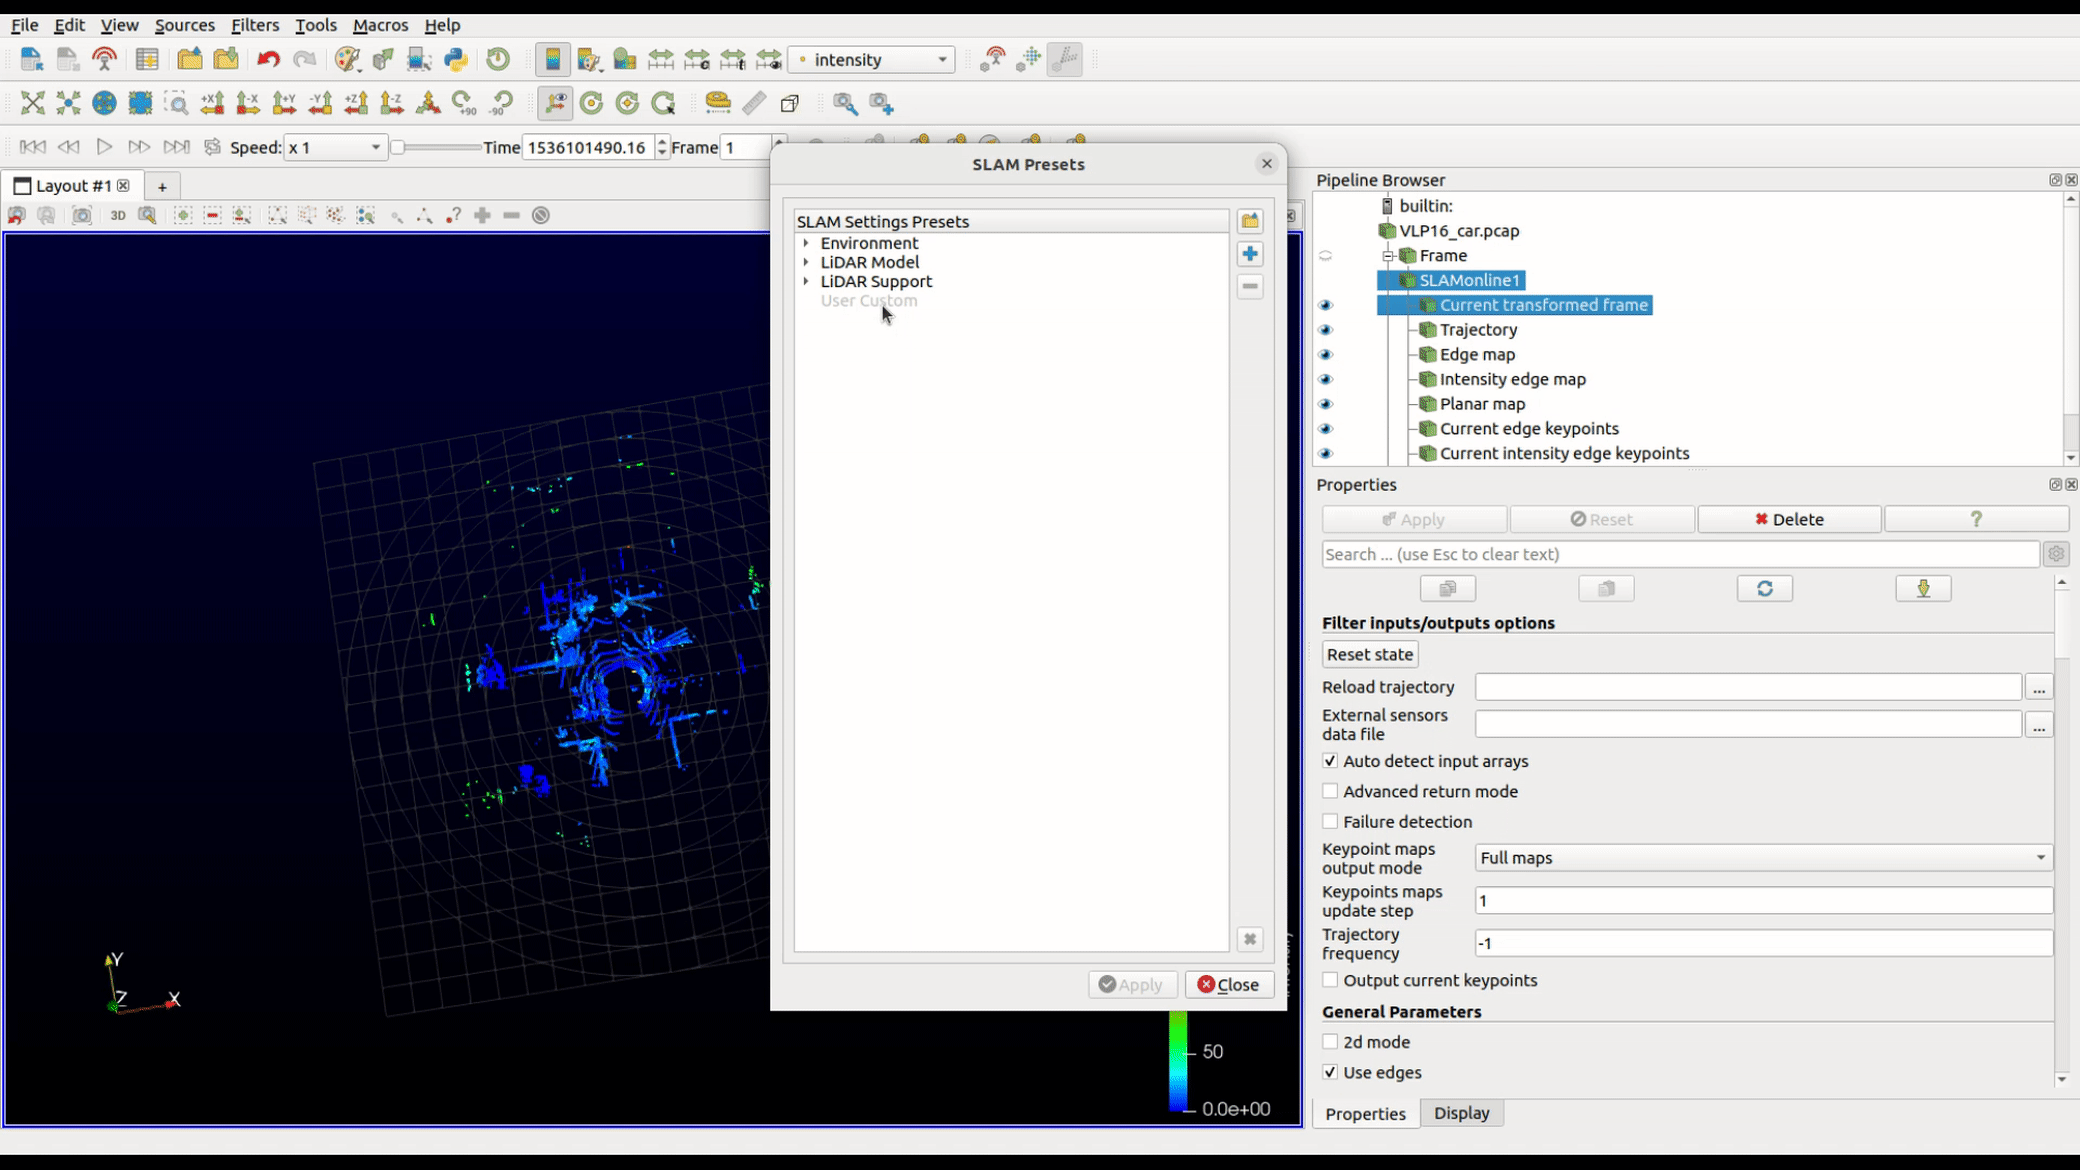 File Edit View Sources Filters Tools Macros Help
intensity
+X -X +Y -Y +Z -Z +90 -90
Speed: x 1 Time 1536101490.16 Frame 1
Layout #1 +
3D
SLAM Presets
SLAM Settings Presets
Environment
LiDAR Model
LiDAR Support
User Custom
Apply Close
Y
Z X
50
0.0e+00
Pipeline Browser
builtin:
VLP16_car.pcap
Frame
SLAMonline1
Current transformed frame
Trajectory
Edge map
Intensity edge map
Planar map
Current edge keypoints
Current intensity edge keypoints
Properties
Apply Reset Delete ?
Search ... (use Esc to clear text)
Filter inputs/outputs options
Reset state
Reload trajectory ...
External sensors
data file ...
Auto detect input arrays
Advanced return mode
Failure detection
Keypoint maps
output mode Full maps
Keypoints maps
update step 1
Trajectory
frequency -1
Output current keypoints
General Parameters
2d mode
Use edges
Properties Display